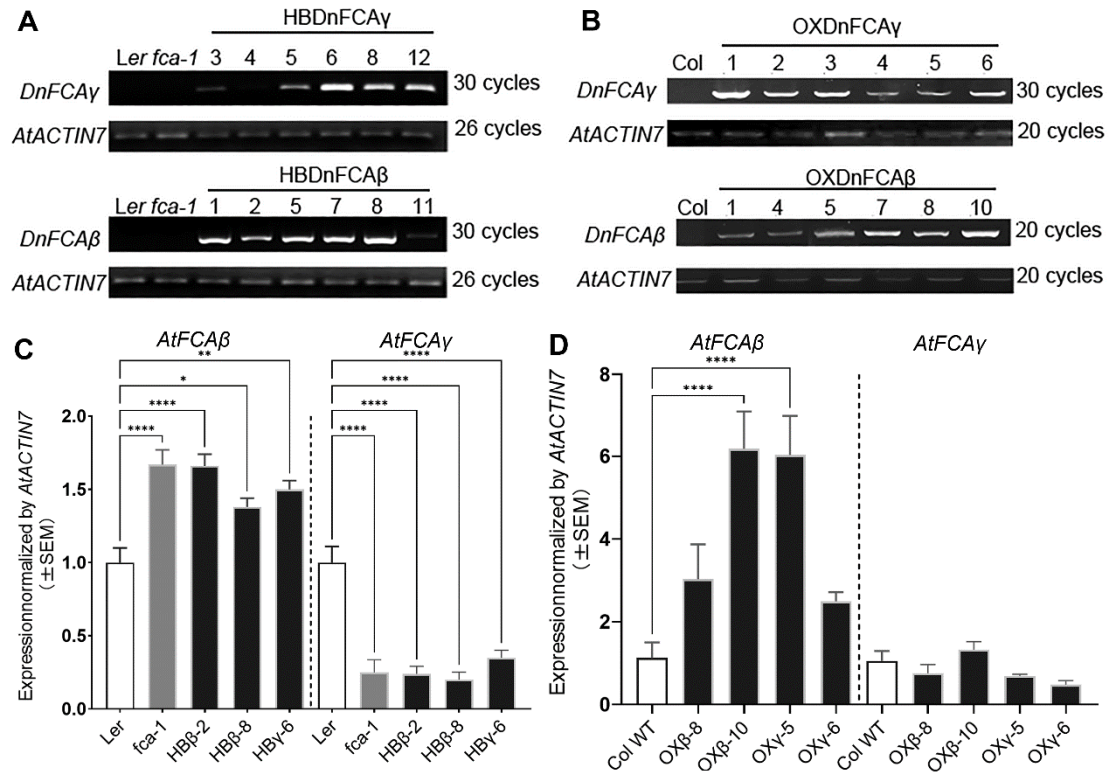 A
HBDnFCAγ
Ler fca-1 3 4 5 6 8 12
DnFCAγ 30 cycles
AtACTIN7 26 cycles
HBDnFCAβ
Ler fca-1 1 2 5 7 8 11
DnFCAβ 30 cycles
AtACTIN7 26 cycles
B
OXDnFCAγ
Col 1 2 3 4 5 6
DnFCAγ 30 cycles
AtACTIN7 20 cycles
OXDnFCAβ
Col 1 4 5 7 8 10
DnFCAβ 20 cycles
AtACTIN7 20 cycles
C
AtFCAβ AtFCAγ
** ****
* ****
**** ****
**** ****
Expressionnormalized by AtACTIN7
(±SEM)
2.0
1.5
1.0
0.5
0.0
Ler fca-1 HBβ-2 HBβ-8 HBγ-6 Ler fca-1 HBβ-2 HBβ-8 HBγ-6
D
AtFCAβ AtFCAγ
****
****
Expressionnormalized by AtACTIN7
(±SEM)
8
6
4
2
0
Col WT OXβ-8 OXβ-10 OXγ-5 OXγ-6 Col WT OXβ-8 OXβ-10 OXγ-5 OXγ-6